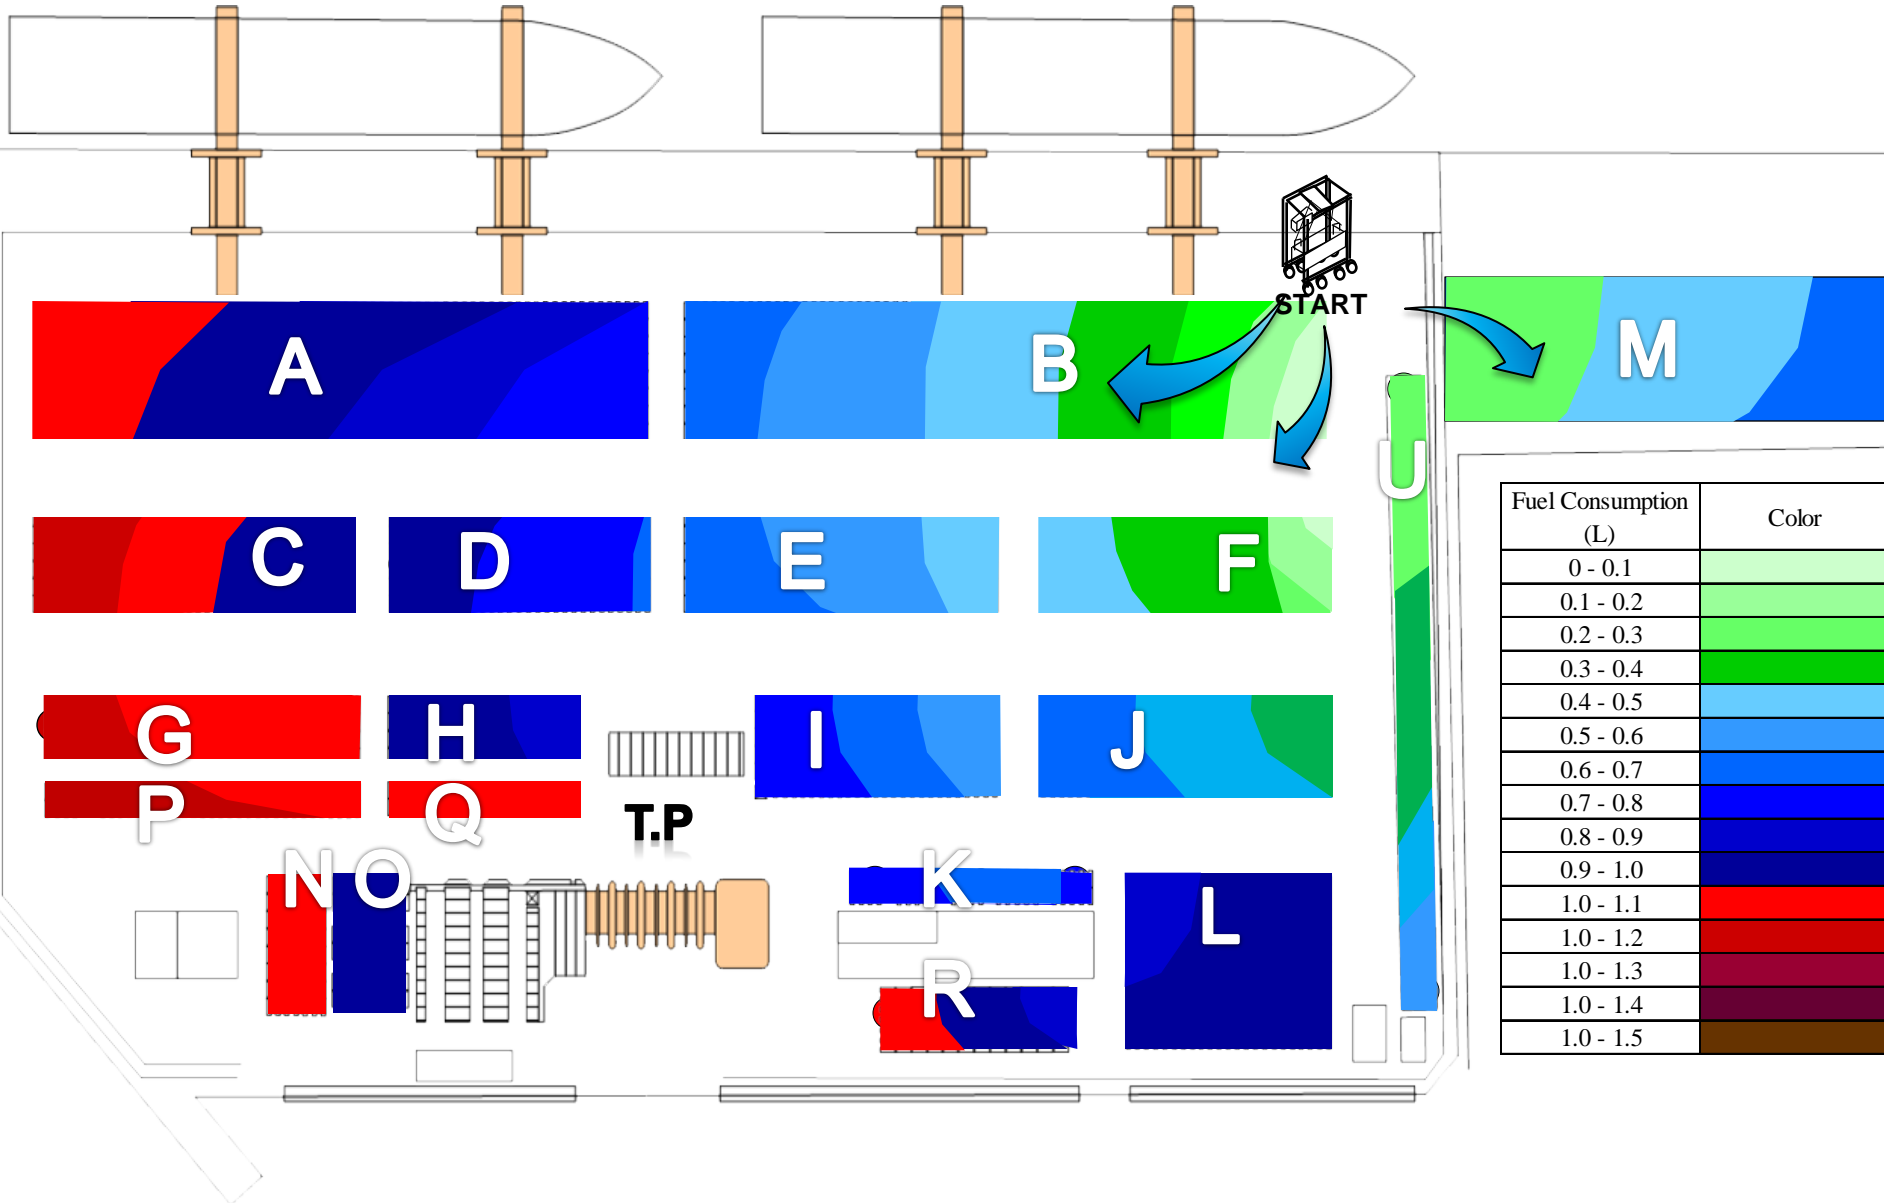 START
A
B
M
U
C
D
E
F
G
H
I
J
P
Q
T.P
N
O
K
L
R
Fuel Consumption
(L)
Color
0 - 0.1
0.1 - 0.2
0.2 - 0.3
0.3 - 0.4
0.4 - 0.5
0.5 - 0.6
0.6 - 0.7
0.7 - 0.8
0.8 - 0.9
0.9 - 1.0
1.0 - 1.1
1.0 - 1.2
1.0 - 1.3
1.0 - 1.4
1.0 - 1.5